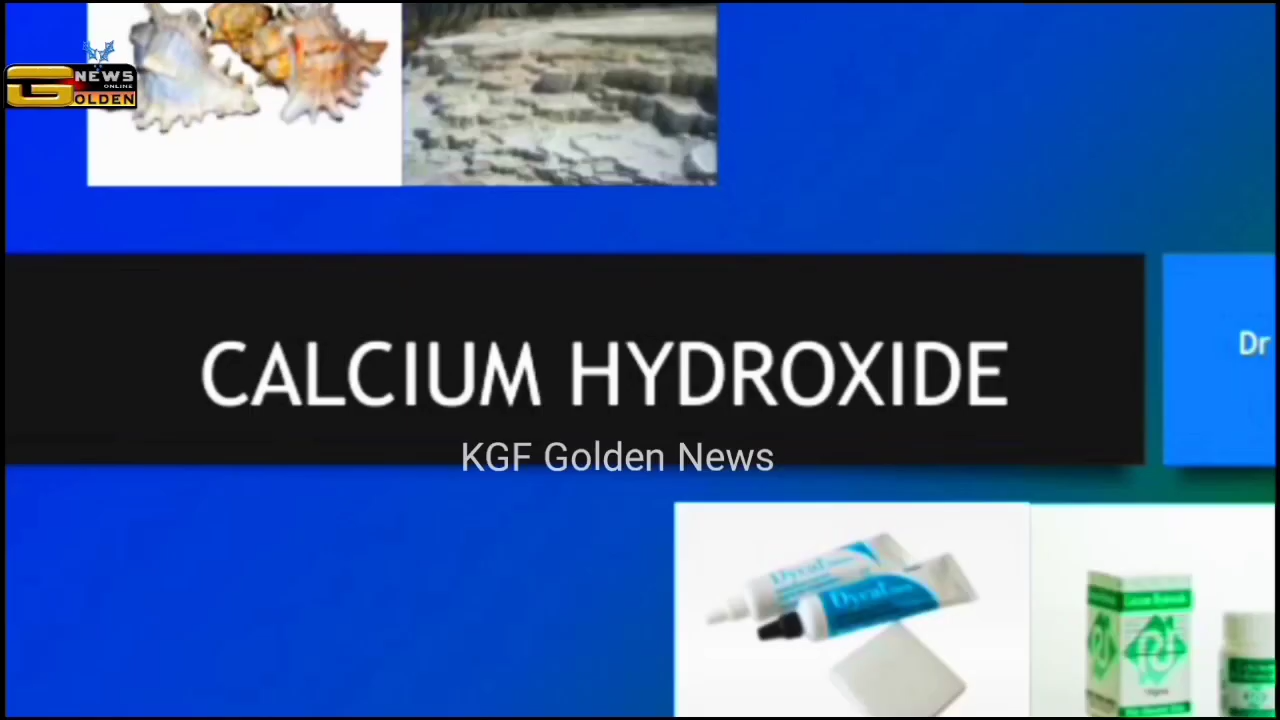 NEWS
ONLINE
GOLDEN
CALCIUM HYDROXIDE
Dr
KGF Golden News
Dycal
Dycal